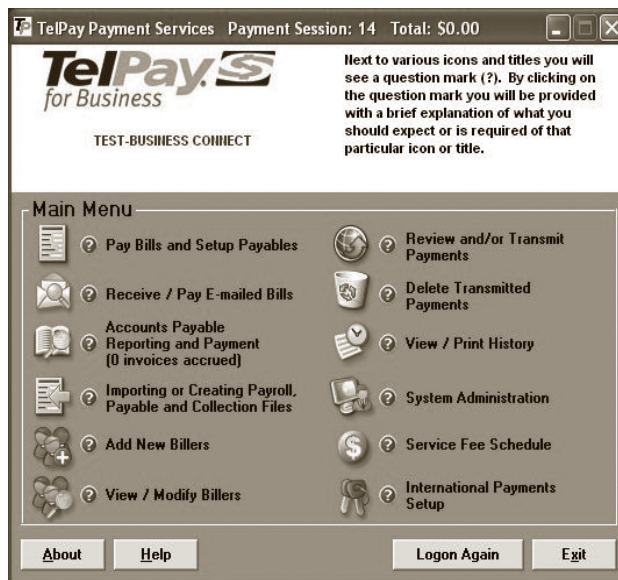 TelPay Payment Services Payment Session: 14 Total: $0.00
TelPay
for Business
TEST-BUSINESS CONNECT
Next to various icons and titles you will
see a question mark (?). By clicking on
the question mark you will be provided
with a brief explanation of what you
should expect or is required of that
particular icon or title.
Main Menu
? Pay Bills and Setup Payables
? Receive / Pay E-mailed Bills
? Accounts Payable
Reporting and Payment
(0 invoices accrued)
? Importing or Creating Payroll,
Payable and Collection Files
? Add New Billers
? View / Modify Billers
? Review and/or Transmit
Payments
? Delete Transmitted
Payments
? View / Print History
? System Administration
$ ? Service Fee Schedule
? International Payments
Setup
About Help Logon Again Exit